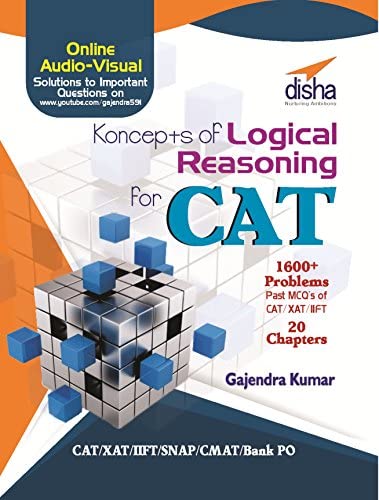 Online
Audio-Visual
Solutions to Important
Questions on
www.youtube.com/gajendra591
disha
Nurturing Ambitions
Koncep+s of Logical
Reasoning
for CAT
1600+
Problems
Past MCQ's of
CAT/XAT/IIFT
20
Chapters
Gajendra Kumar
CAT/XAT/IIFT/SNAP/CMAT/Bank PO